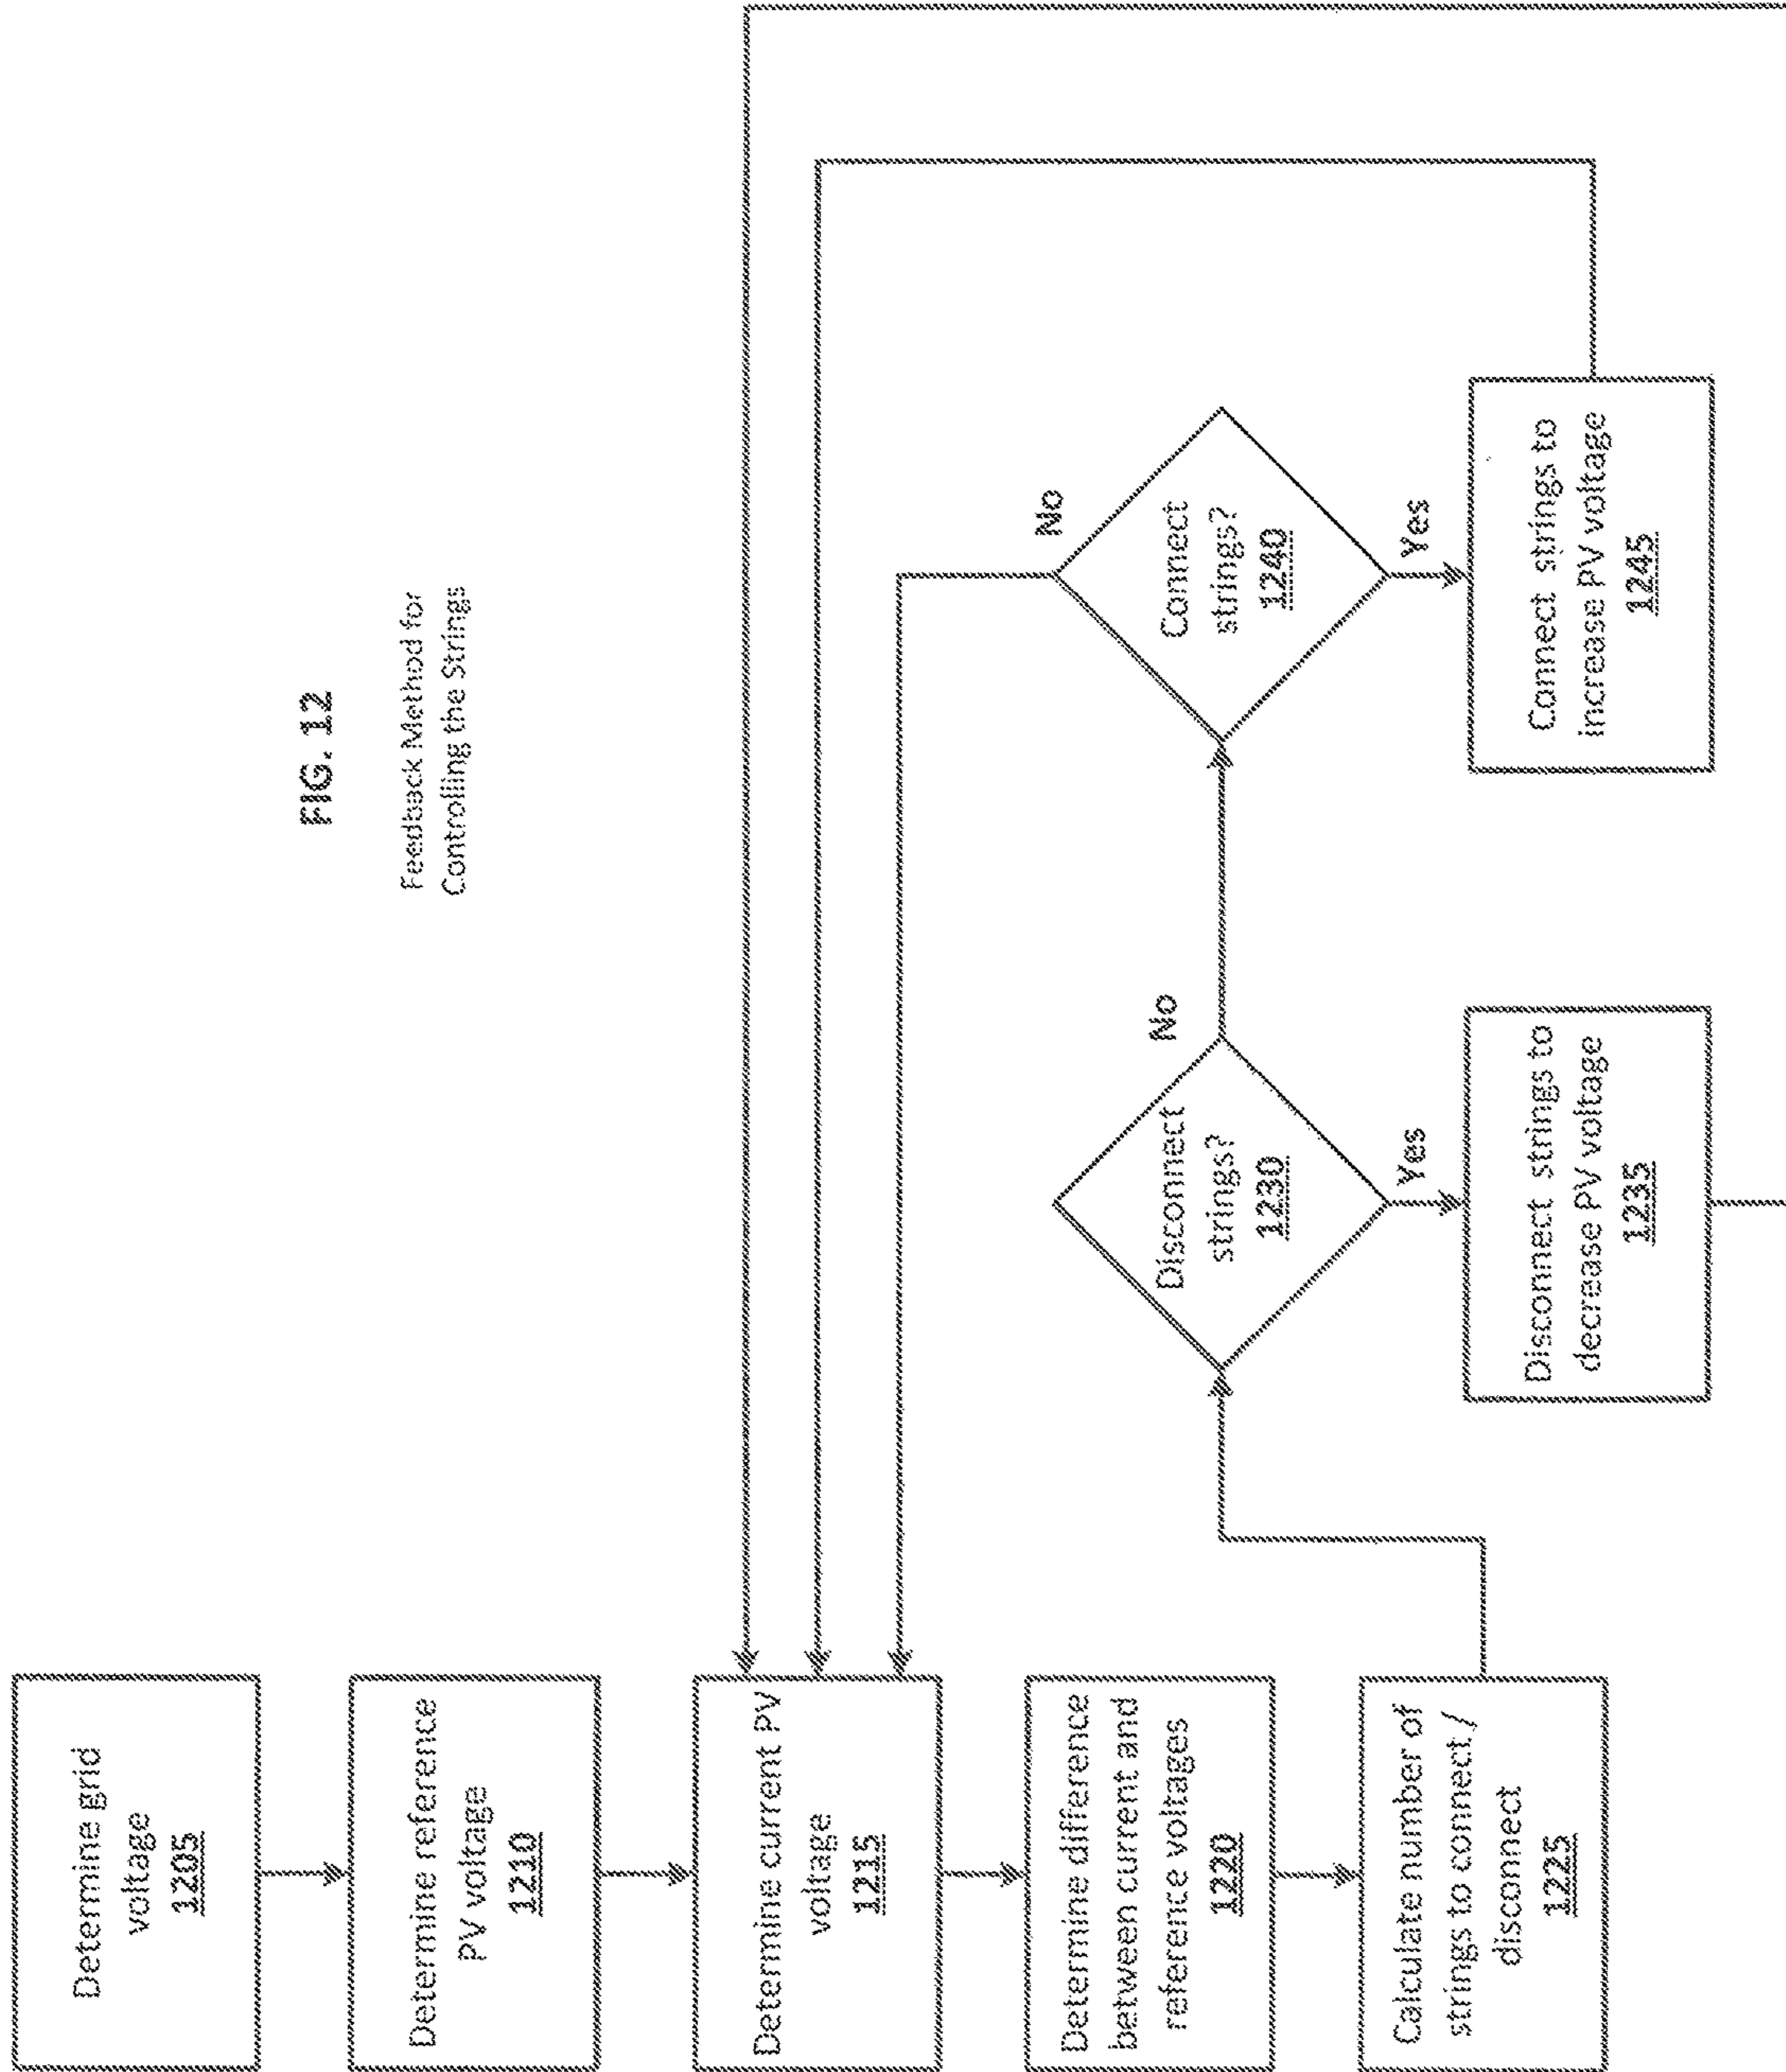 FIG. 12
Feedback Method for
Controlling the Strings
Determine grid
voltage
1205
Determine reference
PV voltage
1210
Determine current PV
voltage
1215
Determine difference
between current and
reference voltages
1220
Calculate number of
strings to connect /
disconnect
1225
Disconnect
strings?
1230
No
Yes
Disconnect strings to
decrease PV voltage
1235
Connect
strings?
1240
No
Yes
Connect strings to
increase PV voltage
1245